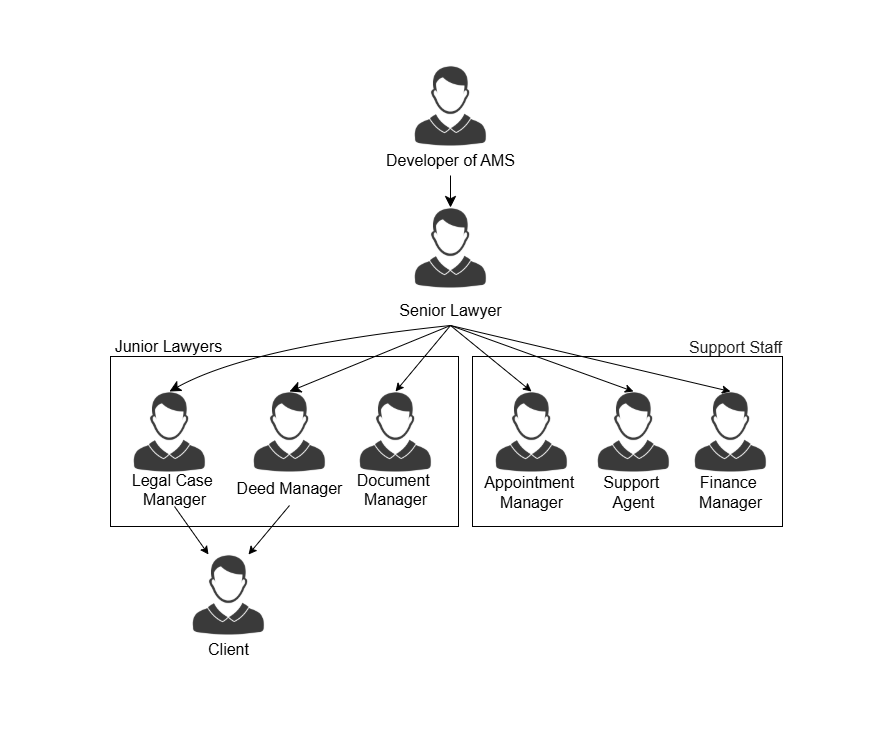 Developer of AMS
Senior Lawyer
Junior Lawyers
Support Staff
Legal Case
Manager
Deed Manager
Document
Manager
Appointment
Manager
Support
Agent
Finance
Manager
Client